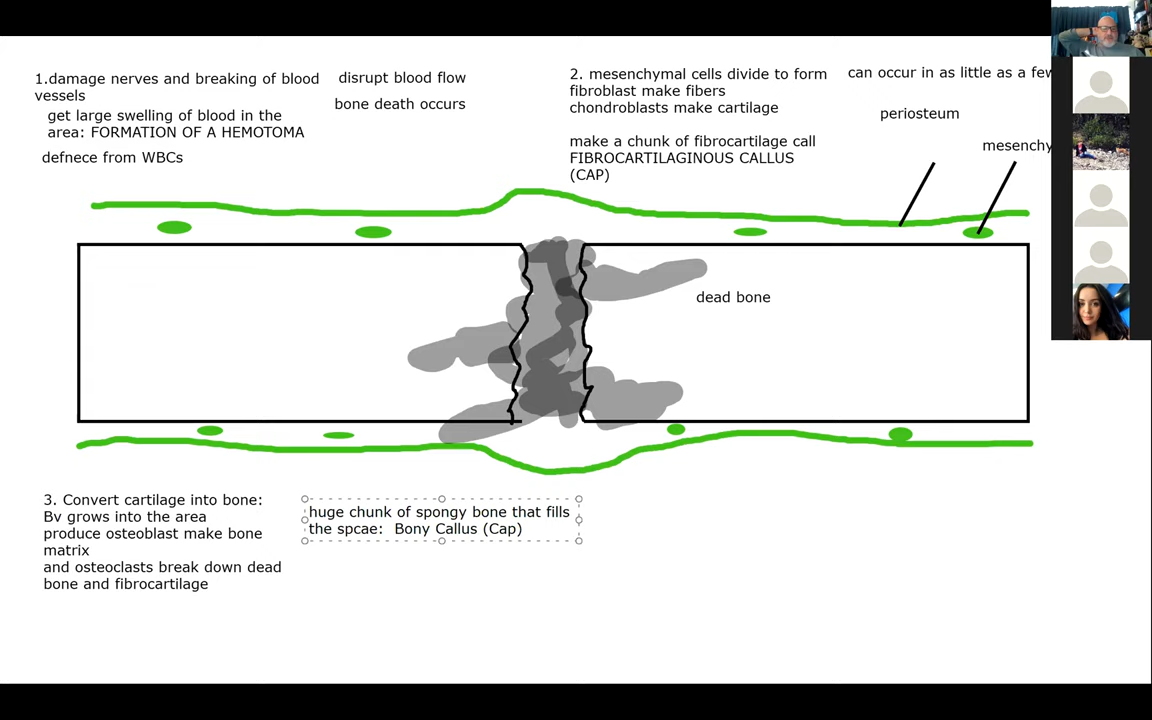 1.damage nerves and breaking of blood
vessels
get large swelling of blood in the
area: FORMATION OF A HEMOTOMA
defnece from WBCs
disrupt blood flow
bone death occurs
2. mesenchymal cells divide to form
fibroblast make fibers
chondroblasts make cartilage
make a chunk of fibrocartilage call
FIBROCARTILAGINOUS CALLUS
(CAP)
can occur in as little as a few
periosteum
mesenchy
dead bone
3. Convert cartilage into bone:
Bv grows into the area
produce osteoblast make bone
matrix
and osteoclasts break down dead
bone and fibrocartilage
huge chunk of spongy bone that fills
the spcae:  Bony Callus (Cap)